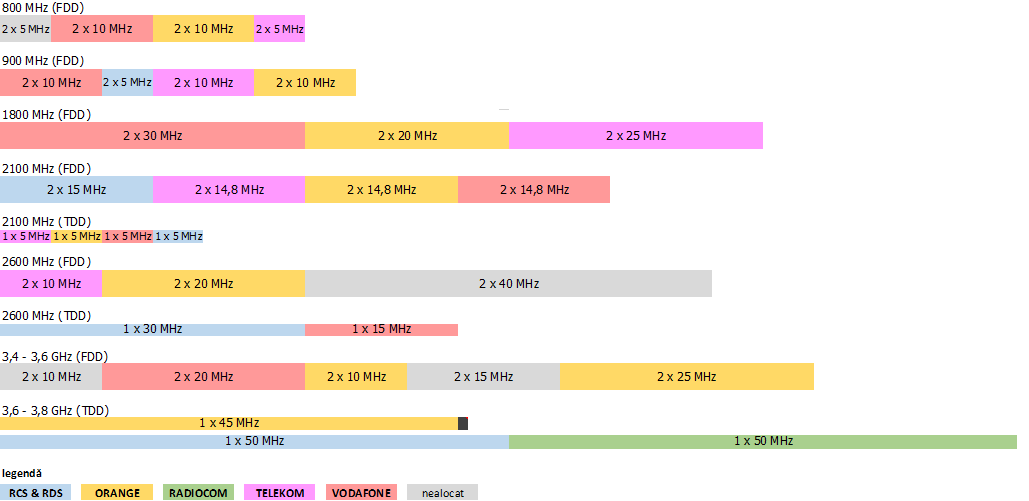 800 MHz (FDD)
2 x 5 MHz 2 x 10 MHz 2 x 10 MHz 2 x 5 MHz
900 MHz (FDD)
2 x 10 MHz 2 x 5 MHz 2 x 10 MHz 2 x 10 MHz
1800 MHz (FDD)
2 x 30 MHz 2 x 20 MHz 2 x 25 MHz
2100 MHz (FDD)
2 x 15 MHz 2 x 14,8 MHz 2 x 14,8 MHz 2 x 14,8 MHz
2100 MHz (TDD)
1 x 5 MHz 1 x 5 MHz 1 x 5 MHz 1 x 5 MHz
2600 MHz (FDD)
2 x 10 MHz 2 x 20 MHz 2 x 40 MHz
2600 MHz (TDD)
1 x 30 MHz 1 x 15 MHz
3,4 - 3,6 GHz (FDD)
2 x 10 MHz 2 x 20 MHz 2 x 10 MHz 2 x 15 MHz 2 x 25 MHz
3,6 - 3,8 GHz (TDD)
1 x 45 MHz
1 x 50 MHz 1 x 50 MHz
legendă
RCS & RDS ORANGE RADIOCOM TELEKOM VODAFONE nealocat